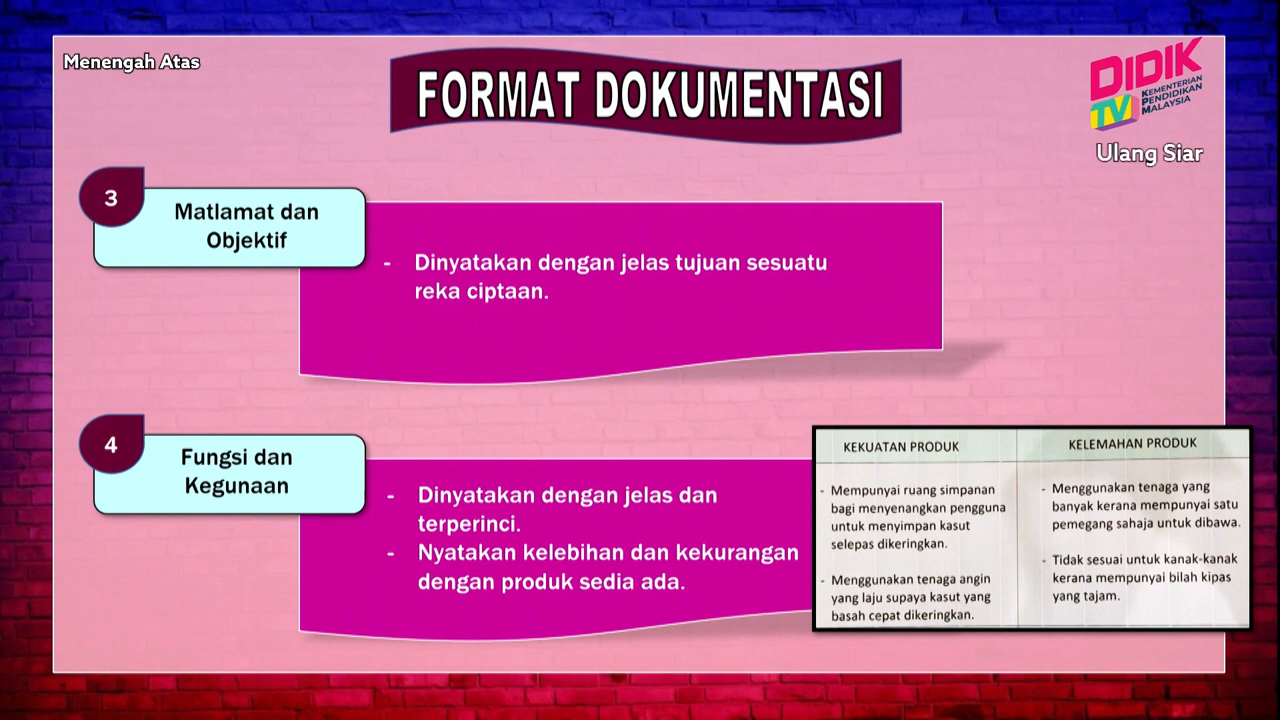 Menengah Atas
FORMAT DOKUMENTASI
DIDIK
TV
KEMENTERIAN
PENDIDIKAN
MALAYSIA
Ulang Siar
3
Matlamat dan
Objektif
- Dinyatakan dengan jelas tujuan sesuatu
reka ciptaan.
4
Fungsi dan
Kegunaan
- Dinyatakan dengan jelas dan
terperinci.
- Nyatakan kelebihan dan kekurangan
dengan produk sedia ada.
KEKUATAN PRODUK
- Mempunyai ruang simpanan
bagi menyenangkan pengguna
untuk menyimpan kasut
selepas dikeringkan.
- Menggunakan tenaga angin
yang laju supaya kasut yang
basah cepat dikeringkan.
KELEMAHAN PRODUK
- Menggunakan tenaga yang
banyak kerana mempunyai satu
pemegang sahaja untuk dibawa.
- Tidak sesuai untuk kanak-kanak
kerana mempunyai bilah kipas
yang tajam.